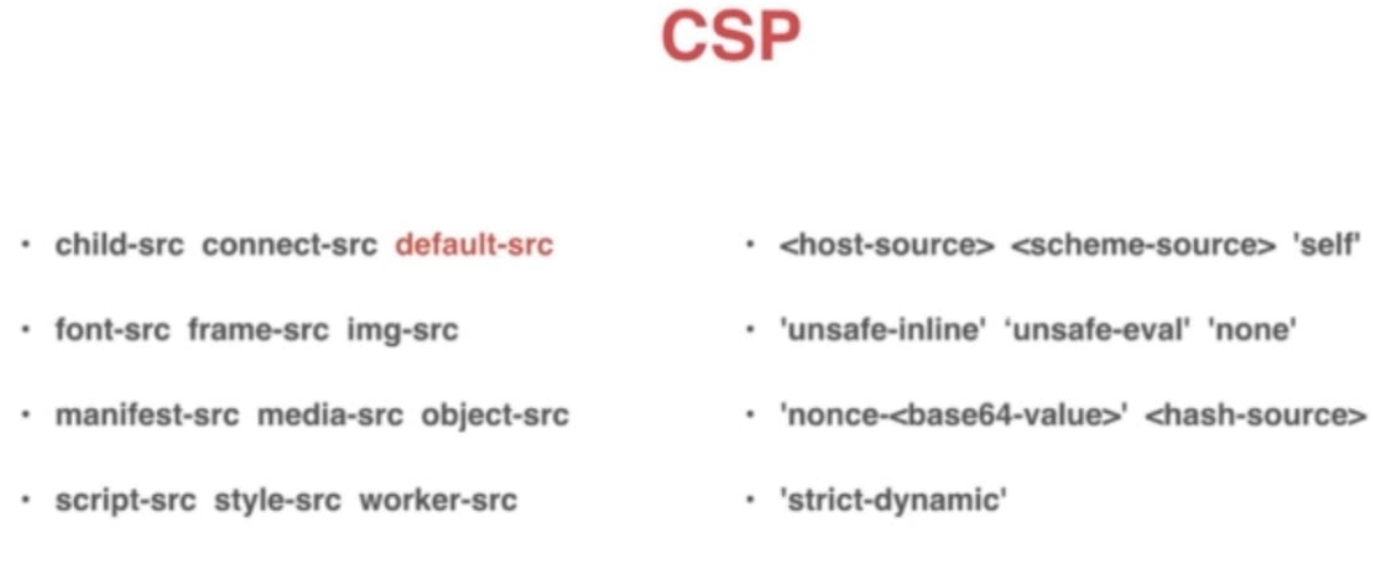 CSP
• child-src connect-src default-src
• font-src frame-src img-src
• manifest-src media-src object-src
• script-src style-src worker-src
• <host-source> <scheme-source> 'self'
• 'unsafe-inline' ‘unsafe-eval' 'none'
• 'nonce-<base64-value>' <hash-source>
• 'strict-dynamic'